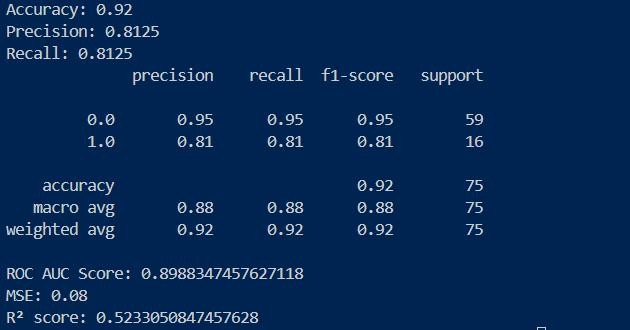 Accuracy: 0.92
Precision: 0.8125
Recall: 0.8125
precision recall f1-score support
0.0 0.95 0.95 0.95 59
1.0 0.81 0.81 0.81 16
accuracy 0.92 75
macro avg 0.88 0.88 0.88 75
weighted avg 0.92 0.92 0.92 75
ROC AUC Score: 0.8988347457627118
MSE: 0.08
R² score: 0.5233050847457628